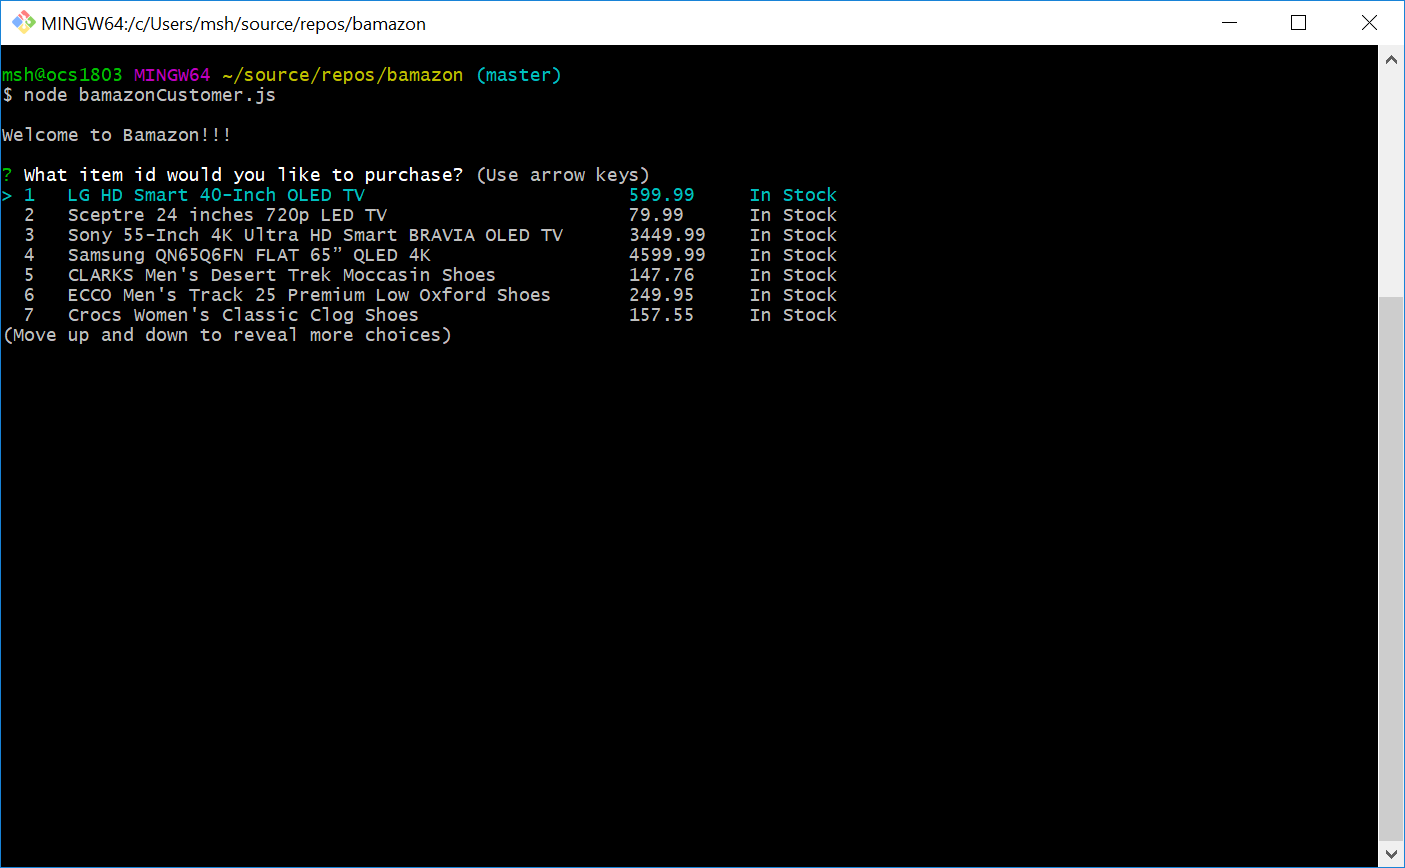 MINGW64:/c/Users/msh/source/repos/bamazon
msh@ocs1803 MINGW64 ~/source/repos/bamazon (master)
$ node bamazonCustomer.js
Welcome to Bamazon!!!
? What item id would you like to purchase? (Use arrow keys)
> 1   LG HD Smart 40-Inch OLED TV                        599.99     In Stock
  2   Sceptre 24 inches 720p LED TV                      79.99      In Stock
  3   Sony 55-Inch 4K Ultra HD Smart BRAVIA OLED TV      3449.99    In Stock
  4   Samsung QN65Q6FN FLAT 65” QLED 4K                  4599.99    In Stock
  5   CLARKS Men's Desert Trek Moccasin Shoes            147.76     In Stock
  6   ECCO Men's Track 25 Premium Low Oxford Shoes       249.95     In Stock
  7   Crocs Women's Classic Clog Shoes                   157.55     In Stock
(Move up and down to reveal more choices)